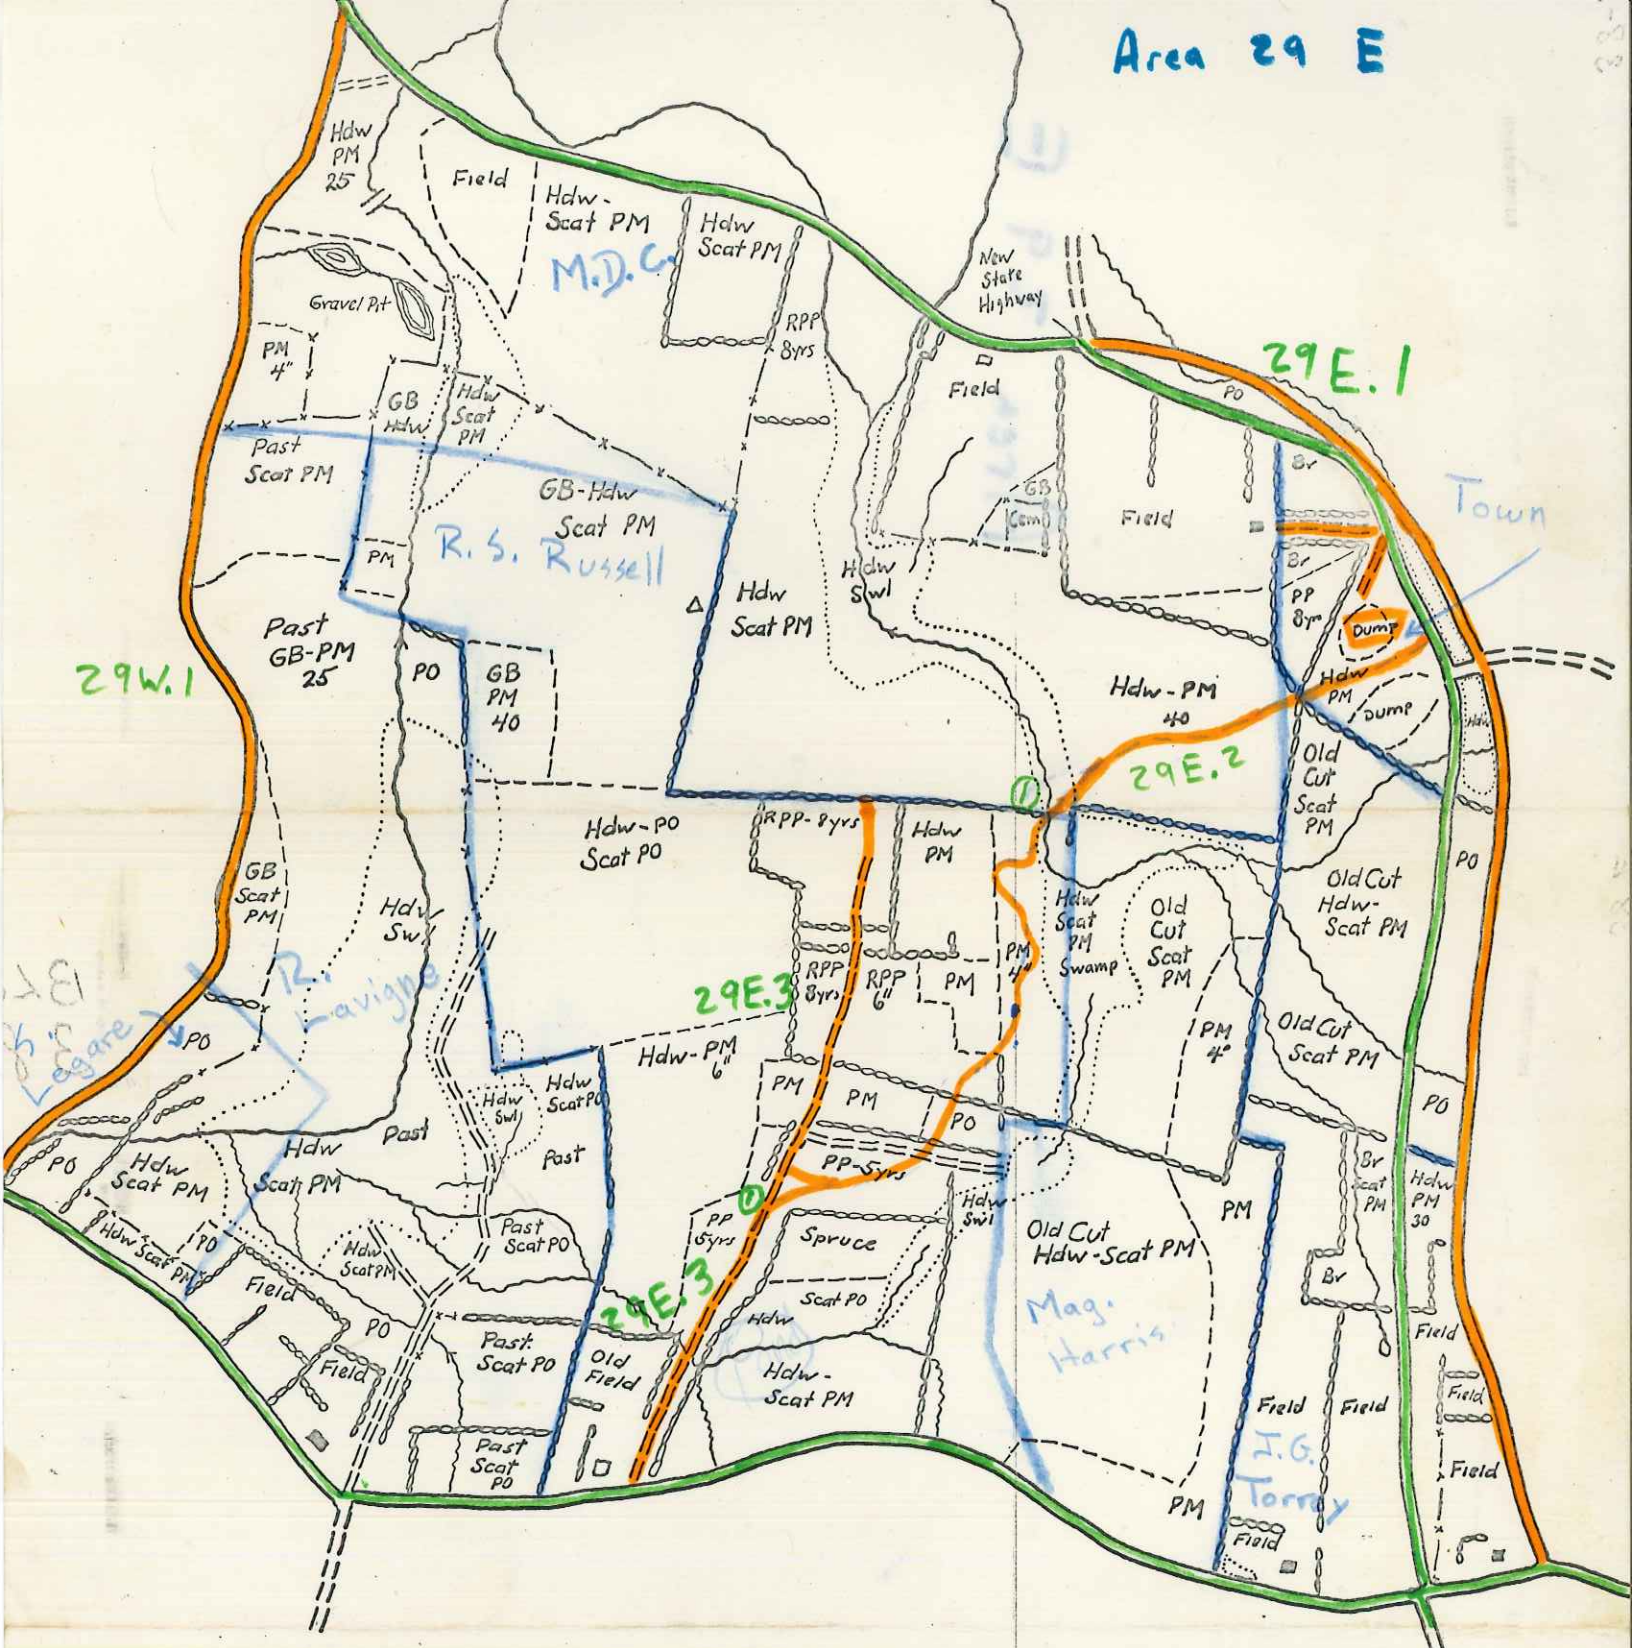 Area 29 E
Hdw
PM
25
Field
Hdw-
Scat PM
Hdw
Scat PM
M.D.C.
New
State
Highway
Gravel Pit
RPP
8yrs
PM
4"
29E.1
PO
Field
GB
Hdw
Hdw
Scat
PM
Past
Scat PM
Br
GB-Hdw
Scat PM
GB
Cem
Field
Town
R. S. Russell
PM
Hdw
Swl
Br
PP
8yr
Hdw
Scat PM
Dump
Past
GB-PM
25
29W.1
PO
GB
PM
40
Hdw-PM
40
Hdw
PM
Dump
Hdw
29E.2
Old
Cut
Scat
PM
1
Hdw-PO
Scat PO
RPP-8yrs
Hdw
PM
PO
GB
Scat
PM
Hdw
Sw
Hdw
Scat
PM
Swamp
Old
Cut
Scat
PM
Old Cut
Hdw-
Scat PM
R.
Lavigne
29E.3
RPP
8yrs
RPP
6"
PM
PM
4"
Legare
PO
Hdw-PM
6"
PM
4"
Old Cut
Scat PM
Hdw
Swl
Hdw
Scat PO
PM
PM
PO
PO
PO
Hdw
Scat PM
Hdw
Scat PM
Past
Past
PP-5yrs
Br
Scat
PM
Hdw
PM
30
1
PP
5yrs
Hdw
Swl
PM
Hdw Scat PM
PO
Hdw
Scat PM
Past
Scat PO
Spruce
Old Cut
Hdw-Scat PM
Br
Field
29E.3
Scat PO
Hdw
Mag.
Harris
PO
Field
Past.
Scat PO
Old
Field
Hdw-
Scat PM
Field
Field
Field
Field
Past
Scat
PO
J.G.
Torrey
Field
PM
Field